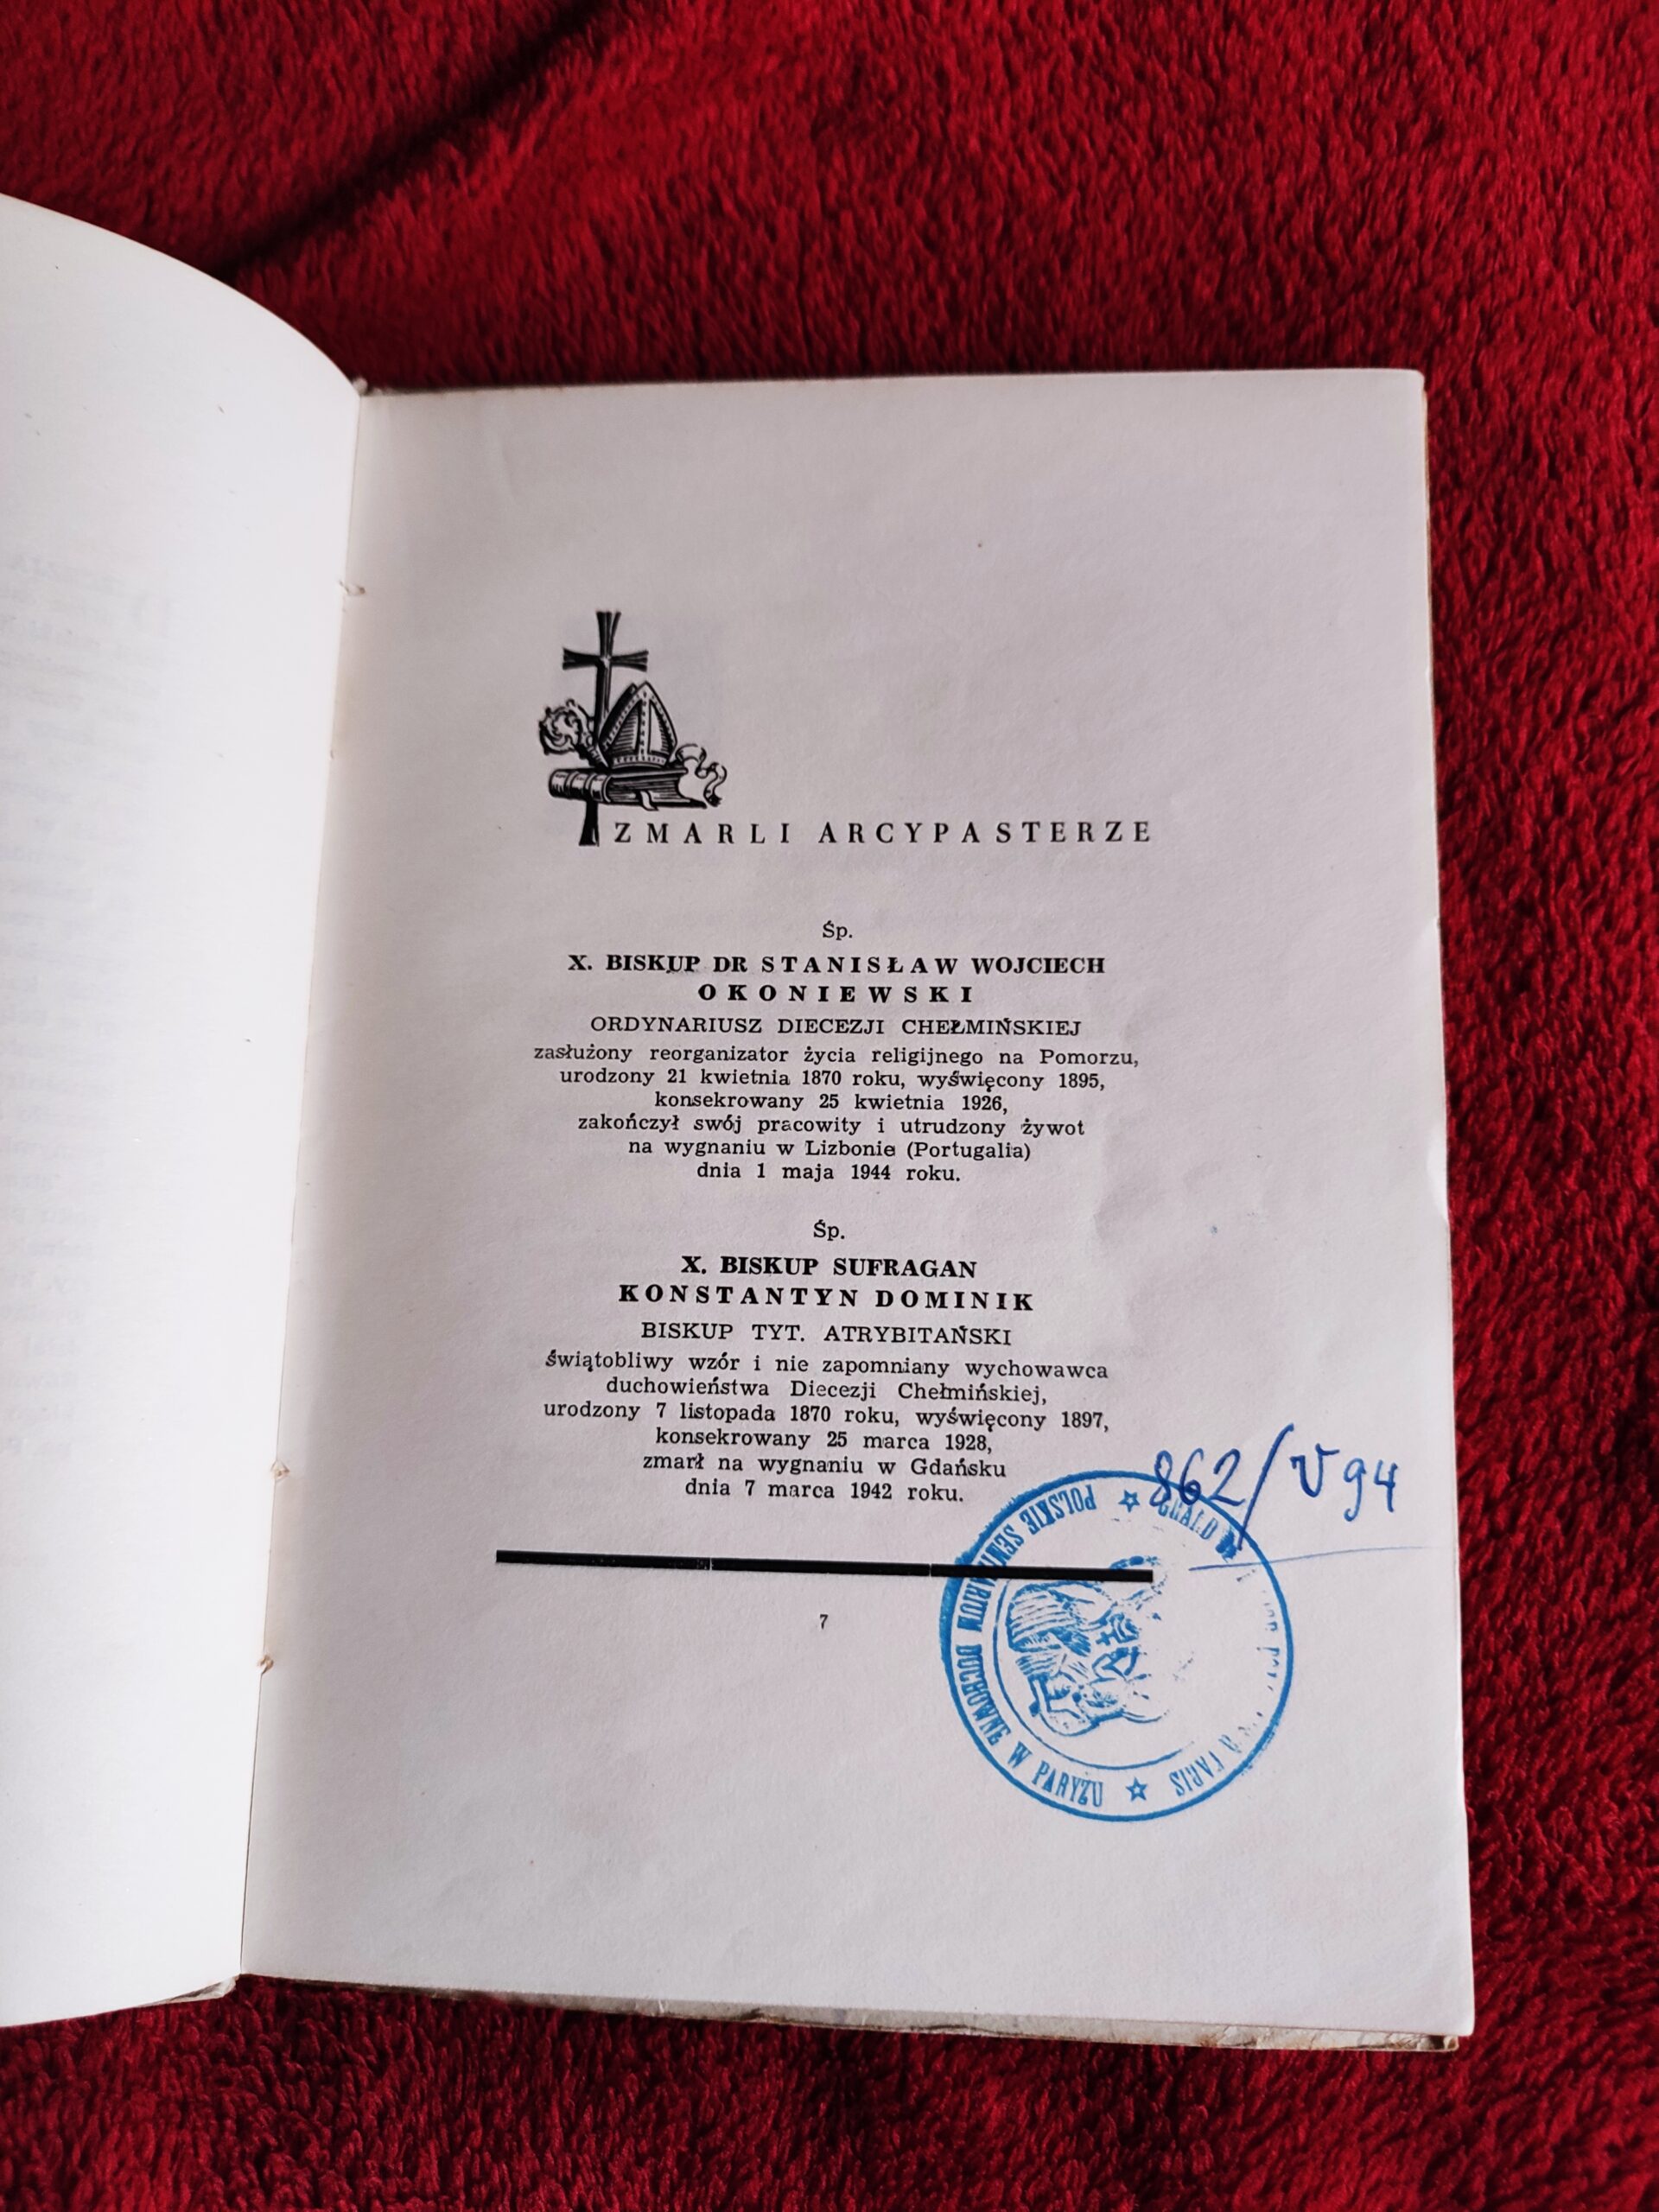 ZMARLI ARCYPASTERZE
Śp.
X. BISKUP DR STANISŁAW WOJCIECH
OKONIEWSKI
ORDYNARIUSZ DIECEZJI CHEŁMIŃSKIEJ
zasłużony reorganizator życia religijnego na Pomorzu,
urodzony 21 kwietnia 1870 roku, wyświęcony 1895,
konsekrowany 25 kwietnia 1926,
zakończył swój pracowity i utrudzony żywot
na wygnaniu w Lizbonie (Portugalia)
dnia 1 maja 1944 roku.
Śp.
X. BISKUP SUFRAGAN
KONSTANTYN DOMINIK
BISKUP TYT. ATRYBITAŃSKI
świątobliwy wzór i nie zapomniany wychowawca
duchowieństwa Diecezji Chełmińskiej,
urodzony 7 listopada 1870 roku, wyświęcony 1897,
konsekrowany 25 marca 1928,
zmarł na wygnaniu w Gdańsku
dnia 7 marca 1942 roku.
862/V94
POLSKIE SEMINARIUM DUCHOWNE W PARYZU
A PARIS
7